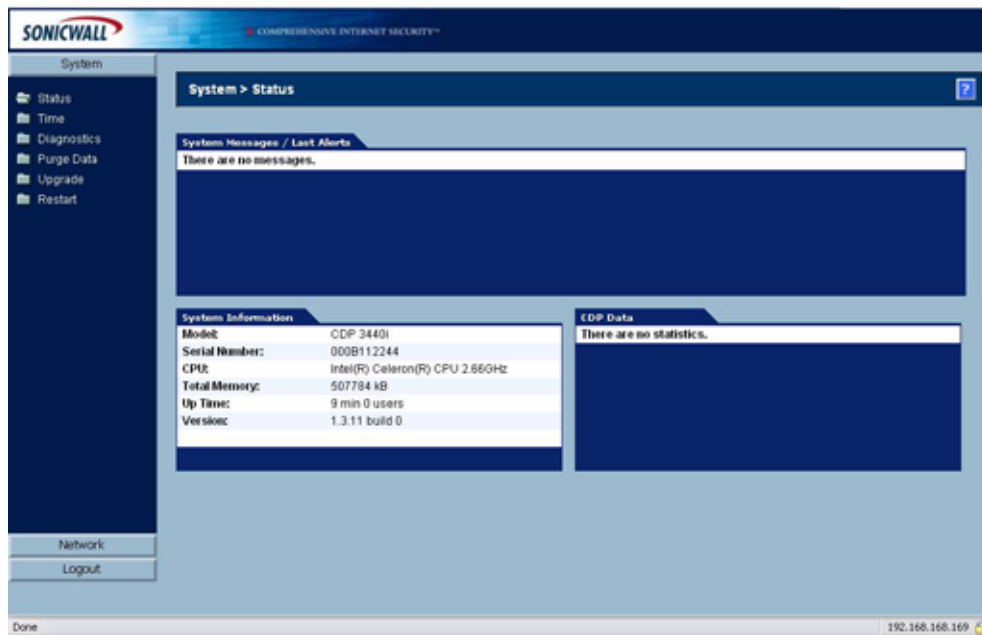 SONICWALL
COMPREHENSIVE INTERNET SECURITY™
System
Status
Time
Diagnostics
Purge Data
Upgrade
Restart
Network
Logout
System > Status
?
System Messages / Last Alerts
There are no messages.
System Information
Model: CDP 3440i
Serial Number: 000B112244
CPU: Intel(R) Celeron(R) CPU 2.66GHz
Total Memory: 507784 kB
Up Time: 9 min 0 users
Version: 1.3.11 build 0
CDP Data
There are no statistics.
Done
192.168.168.169